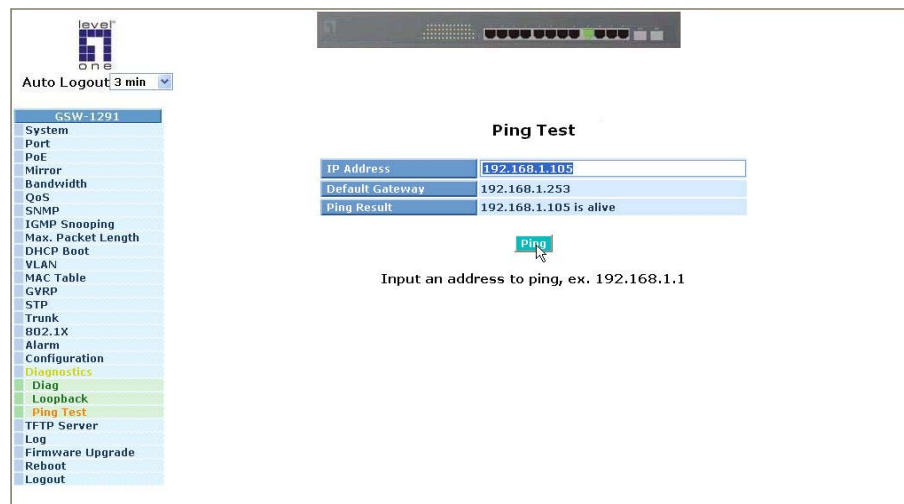 level
one
Auto Logout 3 min
GSW-1291
System
Port
PoE
Mirror
Bandwidth
QoS
SNMP
IGMP Snooping
Max. Packet Length
DHCP Boot
VLAN
MAC Table
GVRP
STP
Trunk
802.1X
Alarm
Configuration
Diagnostics
Diag
Loopback
Ping Test
TFTP Server
Log
Firmware Upgrade
Reboot
Logout
Ping Test
IP Address 192.168.1.105
Default Gateway 192.168.1.253
Ping Result 192.168.1.105 is alive
Ping
Input an address to ping, ex. 192.168.1.1